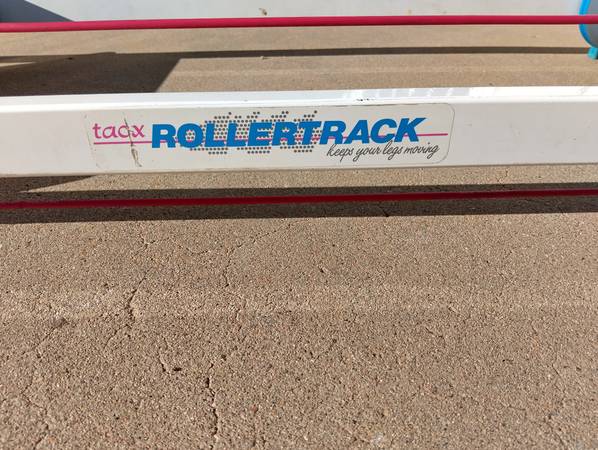 tacx ROLLERTRACK
keeps your legs moving